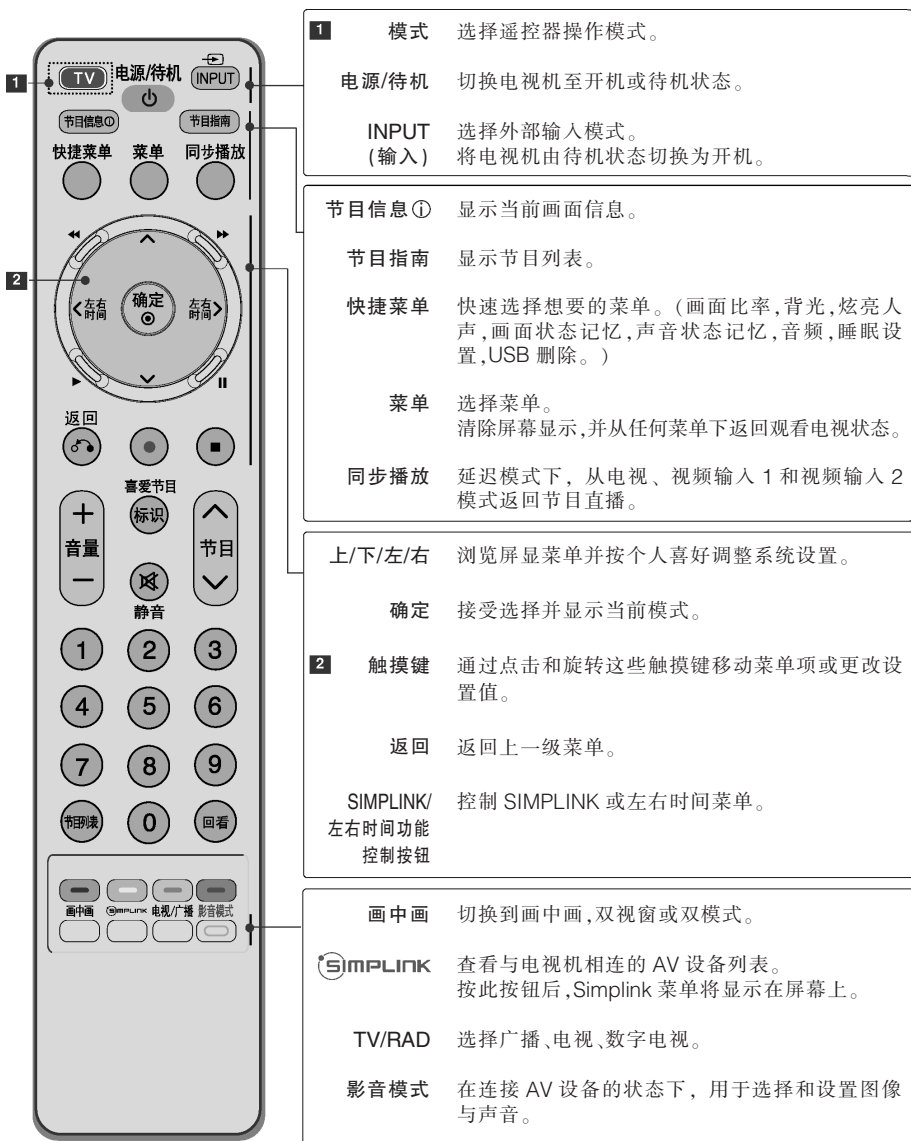 1
TV
电源/待机
INPUT
节目信息ⓘ
节目指南
快捷菜单
菜单
同步播放
2
左右
时间
确定
左右
时间
返回
喜爱节目
标识
+
音量
−
节目
静音
1
2
3
4
5
6
7
8
9
节目列表
0
回看
画中画
SIMPLINK
电视/广播
影音模式
1 模式 选择遥控器操作模式。
电源/待机 切换电视机至开机或待机状态。
INPUT 选择外部输入模式。
(输入) 将电视机由待机状态切换为开机。
节目信息ⓘ 显示当前画面信息。
节目指南 显示节目列表。
快捷菜单 快速选择想要的菜单。(画面比率,背光,炫亮人
声,画面状态记忆,声音状态记忆,音频,睡眠设
置,USB 删除。)
菜单 选择菜单。
清除屏幕显示,并从任何菜单下返回观看电视状态。
同步播放 延迟模式下，从电视、视频输入 1 和视频输入 2
模式返回节目直播。
上/下/左/右 浏览屏显菜单并按个人喜好调整系统设置。
确定 接受选择并显示当前模式。
2 触摸键 通过点击和旋转这些触摸键移动菜单项或更改设
置值。
返回 返回上一级菜单。
SIMPLINK/ 控制 SIMPLINK 或左右时间菜单。
左右时间功能
控制按钮
画中画 切换到画中画,双视窗或双模式。
SIMPLINK 查看与电视机相连的 AV 设备列表。
按此按钮后,Simplink 菜单将显示在屏幕上。
TV/RAD 选择广播、电视、数字电视。
影音模式 在连接 AV 设备的状态下，用于选择和设置图像
与声音。